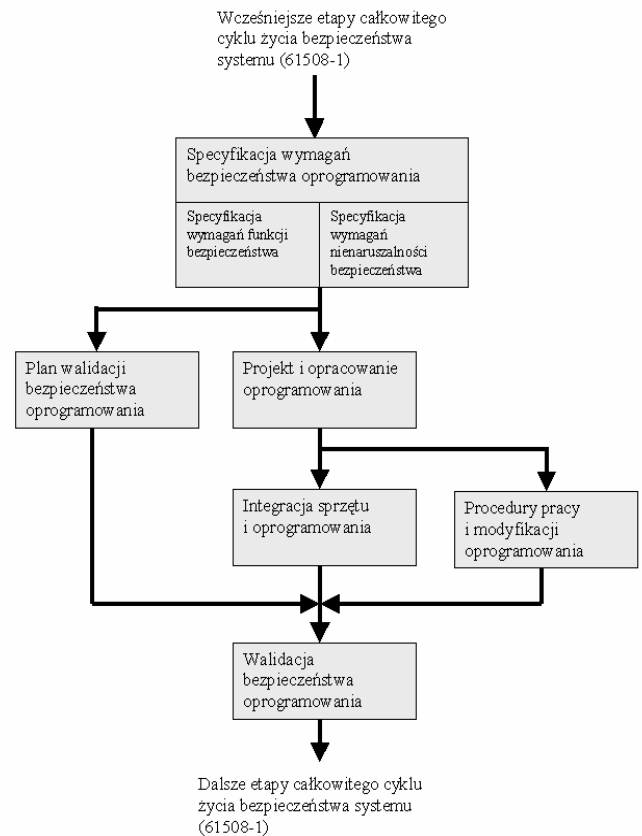 Wcześniejsze etapy całkowitego
cyklu życia bezpieczeństwa
systemu (61508-1)
Specyfikacja wymagań
bezpieczeństwa oprogramowania
Specyfikacja
wymagań funkcji
bezpieczeństwa
Specyfikacja
wymagań
nienaruszalności
bezpieczeństwa
Plan walidacji
bezpieczeństwa
oprogramowania
Projekt i opracowanie
oprogramowania
Integracja sprzętu
i oprogramowania
Procedury pracy
i modyfikacji
oprogramowania
Walidacja
bezpieczeństwa
oprogramowania
Dalsze etapy całkowitego cyklu
życia bezpieczeństwa systemu
(61508-1)